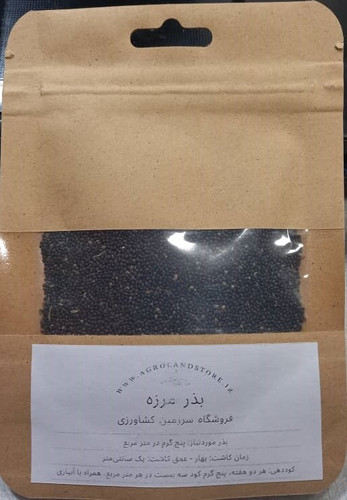 WWW.AGROLANDSTORE.IR
بذر مرزه
فروشگاه سرزمین کشاورزی
بذر موردنیاز: پنج گرم در متر مربع
زمان کاشت: بهار - عمق کاشت: یک سانتی‌متر
کوددهی: هر دو هفته، پنج گرم کود سه بیست در هر متر مربع، همراه با آبیاری